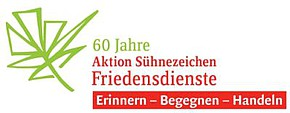 60 Jahre
Aktion Sühnezeichen
Friedensdienste
Erinnern – Begegnen – Handeln